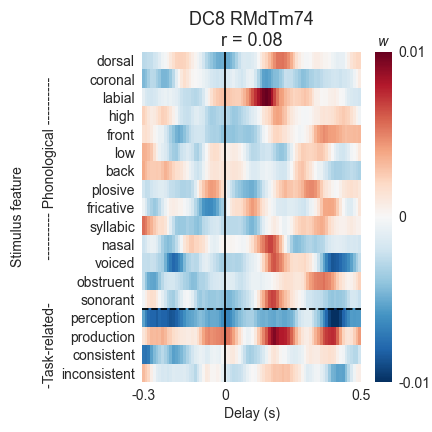 DC8 RMdTm74
r = 0.08
w
0.01
0
-0.01
Stimulus feature
---------- Phonological ----------
-Task-related-
dorsal
coronal
labial
high
front
low
back
plosive
fricative
syllabic
nasal
voiced
obstruent
sonorant
perception
production
consistent
inconsistent
-0.3
0
0.5
Delay (s)